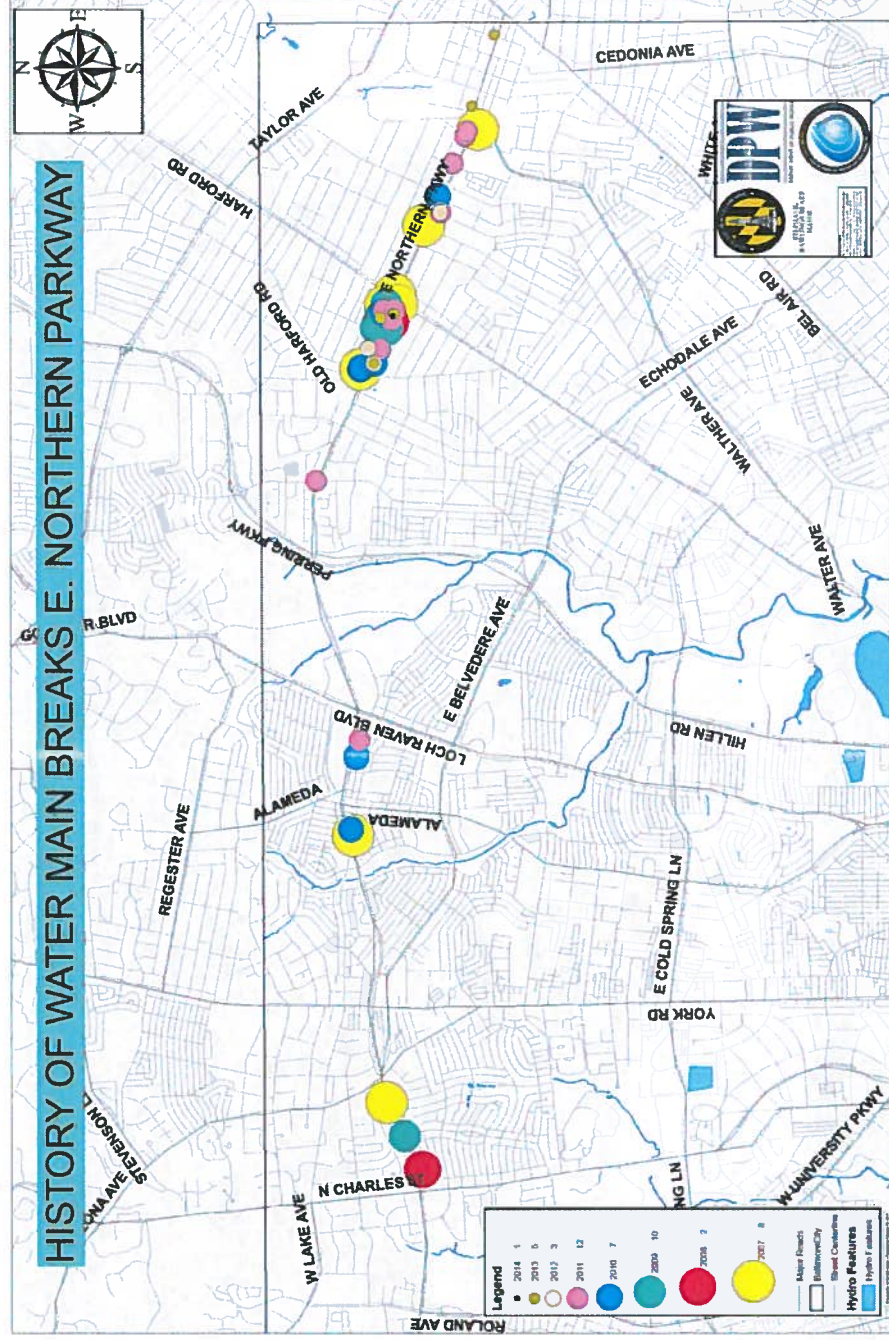 HISTORY OF WATER MAIN BREAKS E. NORTHERN PARKWAY
N
W
E
S
STEVENSON L
ONA AVE
REGESTER AVE
R BLVD
HARFORD RD
TAYLOR AVE
W LAKE AVE
N CHARLES
ALAMEDA
ALAMEDA
LOCH RAVEN BLVD
PERRING PKWY
OLD HARFORD RD
E NORTHERN PKWY
CEDONIA AVE
E BELVEDERE AVE
ECHODALE AVE
BEL AIR RD
WALTHER AVE
WALTER AVE
HILLEN RD
E COLD SPRING LN
YORK RD
NG LN
W UNIVERSITY PKWY
ROLAND AVE
WHITE
DPW
Legend
2014 1
2013 5
2012 3
2011 12
2010 7
2009 10
2008 2
2007 8
Major Roads
BaltimoreCity
Street Centerline
Hydro Features
Hydro Features